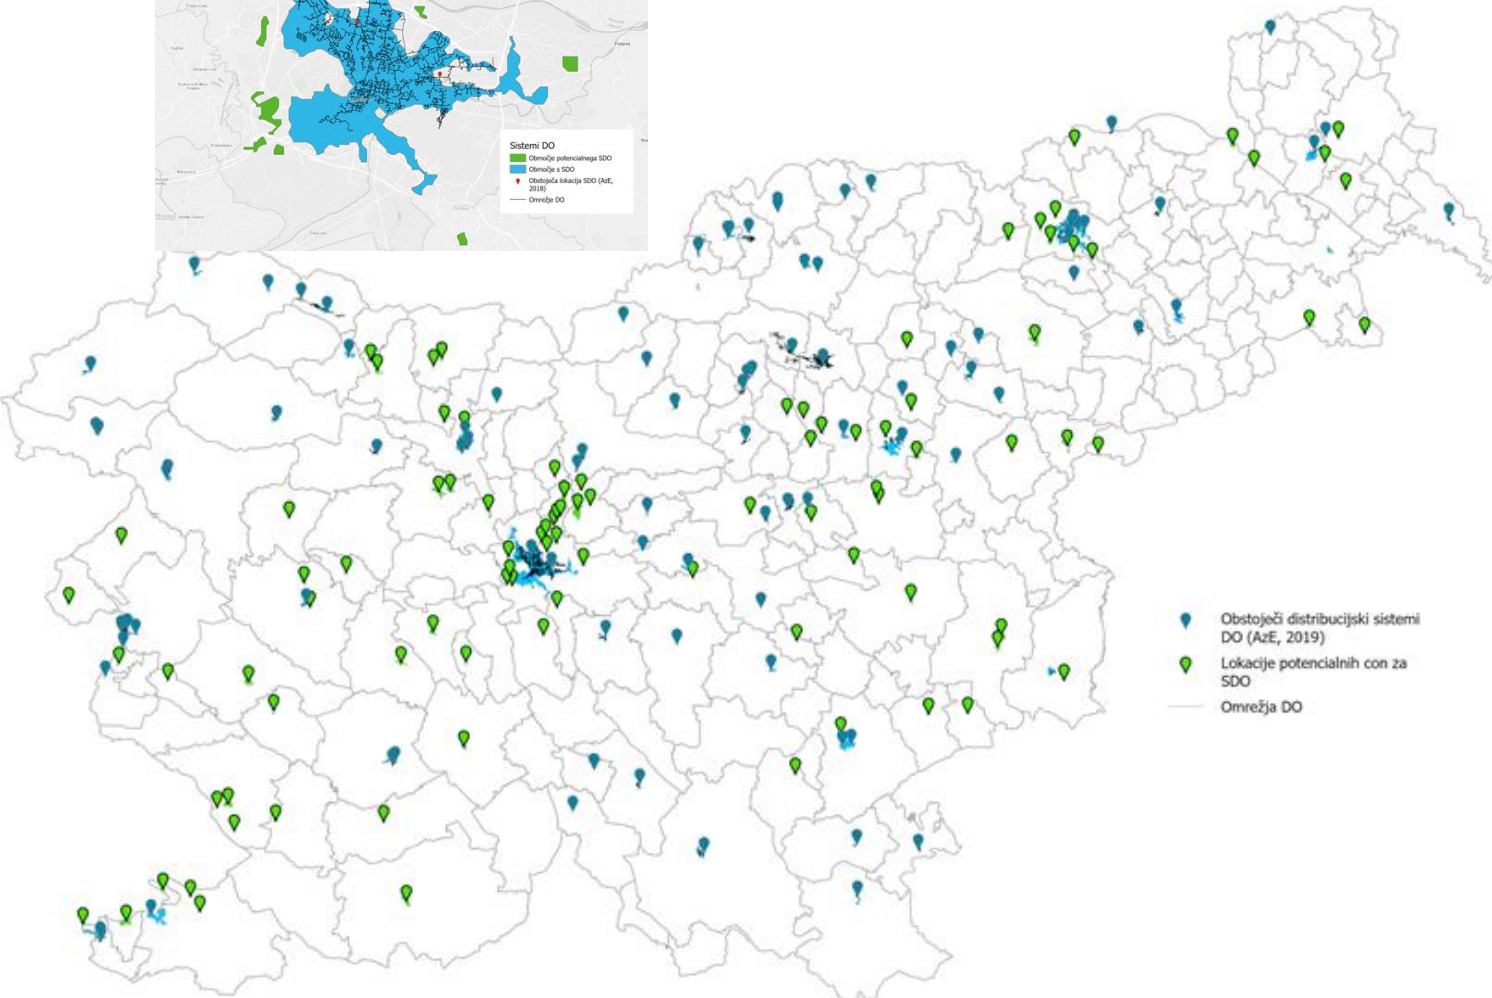 Sistemi DO
Območje potencialnega SDO
Območje s SDO
Obstoječa lokacija SDO (AzE,
2018)
Omrežje DO
Obstoječi distribucijski sistemi
DO (AzE, 2019)
Lokacije potencialnih con za
SDO
Omrežja DO